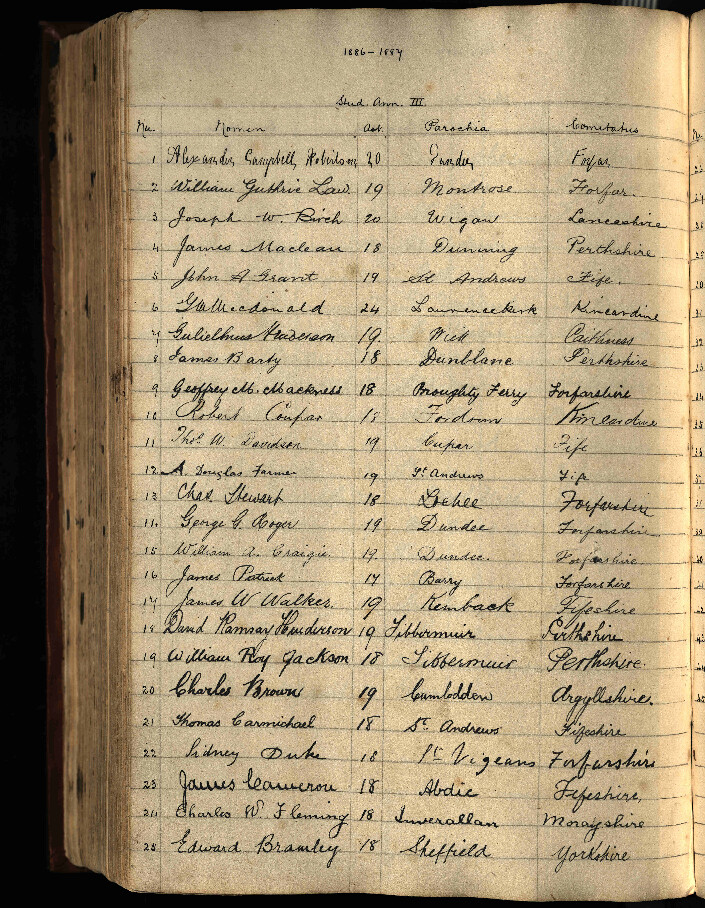 1886-1887
Stud. Ann. III.
No. Nomen Aet. Parochia Comitatus
1 Alexander Campbell Robertson 20 Dundee Forfar
2 William Guthrie Law 19 Montrose Forfar.
3 Joseph W. Birch 20 Wigan Lancashire
4 James Maclean 18 Dunning Perthshire
5 John A Grant 19 St Andrews Fife.
6 G W Macdonald 24 Laurencekirk Kincardine
7 Gulielmus Henderson 19. Wick Caithness
8 James Barty 18 Dunblane Perthshire
9 Geoffrey M. Mackness 18 Broughty Ferry Forfarshire
10 Robert Coupar 18 Fordoun Kincardine
11 Thos. W. Davidson 19 Cupar Fife
12 A. Douglas Farmer 19 St Andrews Fife
13 Chas. Stewart 18 Lochee Forfarshire
14. George G. Roger 19 Dundee Forfarshire
15 William A. Craigie 19. Dundee. Forfarshire.
16 James Patrick 17 Barry Forfarshire
17 James W Walker. 19 Kemback Fifeshire
18 David Ramsay Henderson 19 Tibbermuir Perthshire
19 William Roy Jackson 18 Tibbermuir Perthshire.
20 Charles Brown 19 Cumlodden Argyllshire.
21 Thomas Carmichael 18 St. Andrews Fifeshire
22 Sidney Duke 18 St Vigeans Forfarshire
23 James Cameron 18 Abdie Fifeshire.
24 Charles W. Fleming 18 Inverallan Morayshire
25 Edward Bramley 18 Sheffield Yorkshire